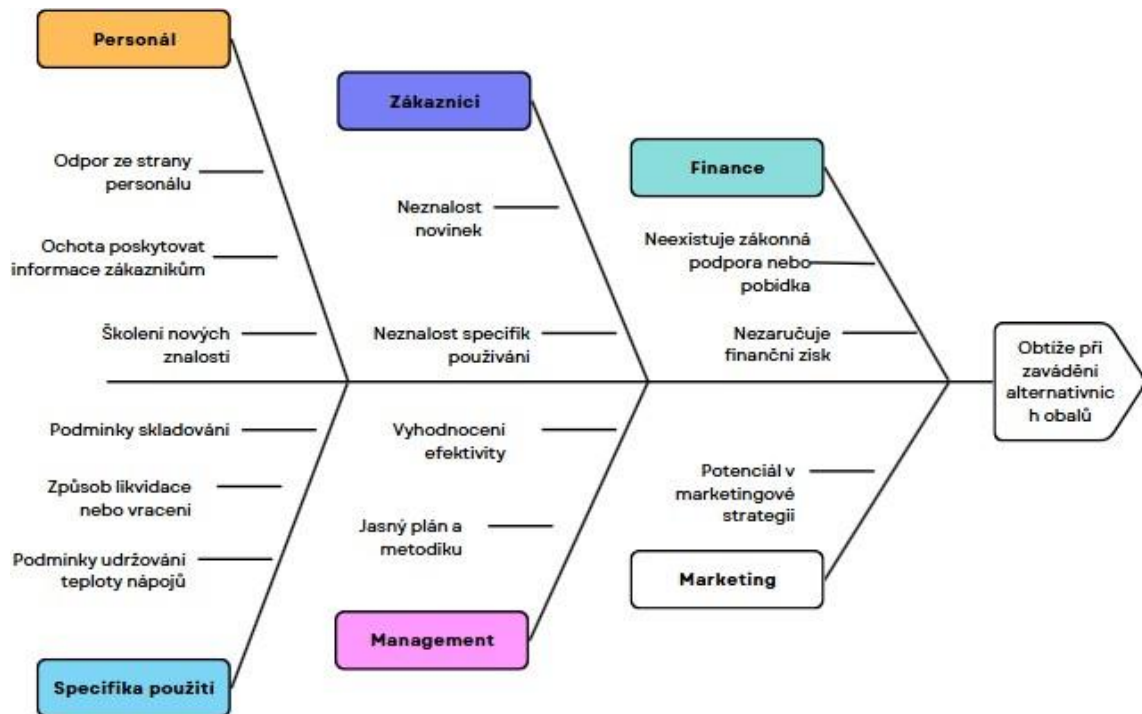 Personál
Odpor ze strany
personálu
Ochota poskytovat
informace zákazníkům
Školení nových
znalostí
Zákazníci
Neznalost
novinek
Neznalost specifik
používání
Finance
Neexistuje zákonná
podpora nebo
pobídka
Nezaručuje
finanční zisk
Obtíže při
zavádění
alternativníc
h obalů
Podmínky skladování
Způsob likvidace
nebo vracení
Podmínky udržování
teploty nápojů
Specifika použití
Vyhodnocení
efektivity
Jasný plán a
metodiku
Management
Potenciál v
marketingové
strategii
Marketing